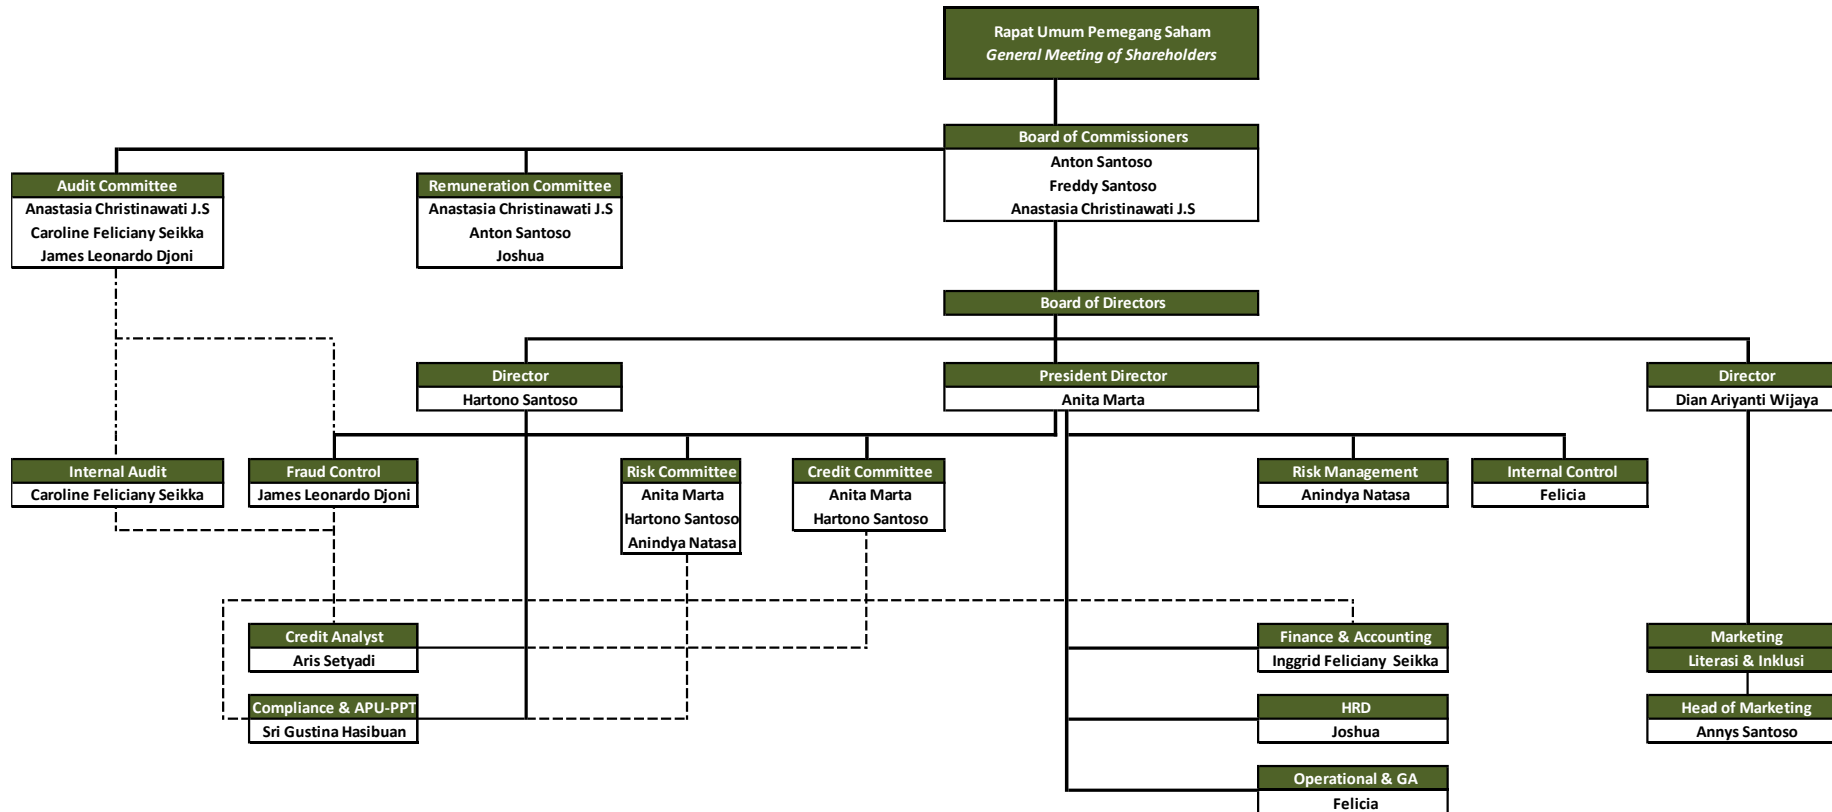 Rapat Umum Pemegang Saham
General Meeting of Shareholders
Board of Commissioners
Anton Santoso
Freddy Santoso
Anastasia Christinawati J.S
Audit Committee
Anastasia Christinawati J.S
Caroline Feliciany Seikka
James Leonardo Djoni
Remuneration Committee
Anastasia Christinawati J.S
Anton Santoso
Joshua
Board of Directors
Director
Hartono Santoso
President Director
Anita Marta
Director
Dian Ariyanti Wijaya
Internal Audit
Caroline Feliciany Seikka
Fraud Control
James Leonardo Djoni
Risk Committee
Anita Marta
Hartono Santoso
Anindya Natasa
Credit Committee
Anita Marta
Hartono Santoso
Risk Management
Anindya Natasa
Internal Control
Felicia
Credit Analyst
Aris Setyadi
Finance & Accounting
Inggrid Feliciany Seikka
Marketing
Literasi & Inklusi
Compliance & APU-PPT
Sri Gustina Hasibuan
HRD
Joshua
Head of Marketing
Annys Santoso
Operational & GA
Felicia